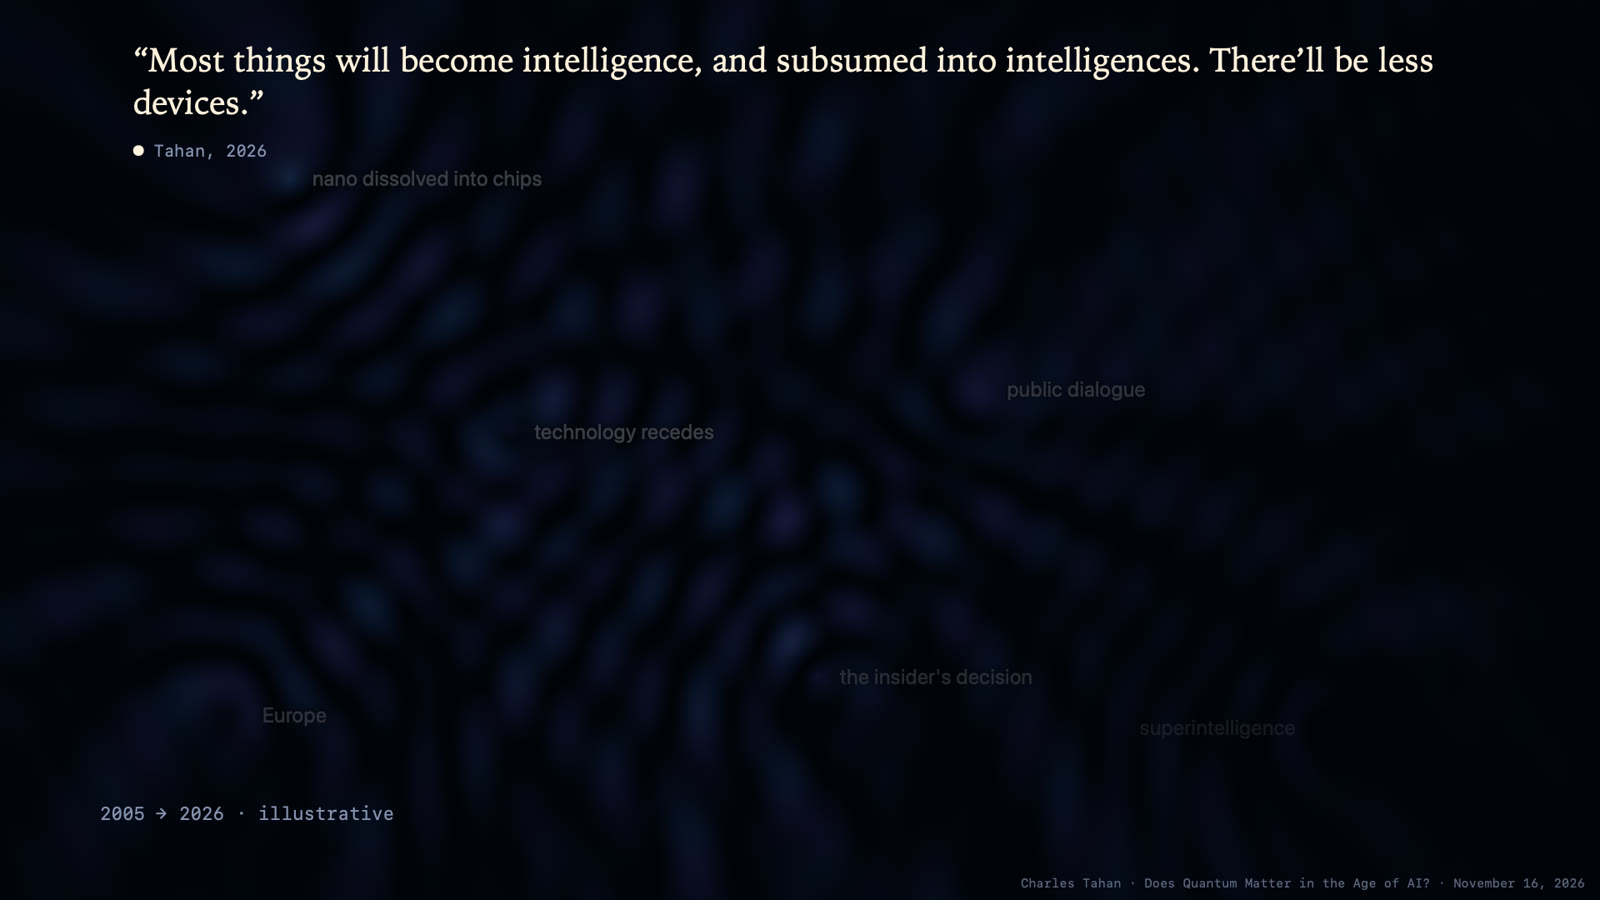 “Most things will become intelligence, and subsumed into intelligences. There’ll be less
devices.”
Tahan, 2026
nano dissolved into chips
public dialogue
technology recedes
the insider's decision
Europe
superintelligence
2005 → 2026 · illustrative
Charles Tahan · Does Quantum Matter in the Age of AI? · November 16, 2026